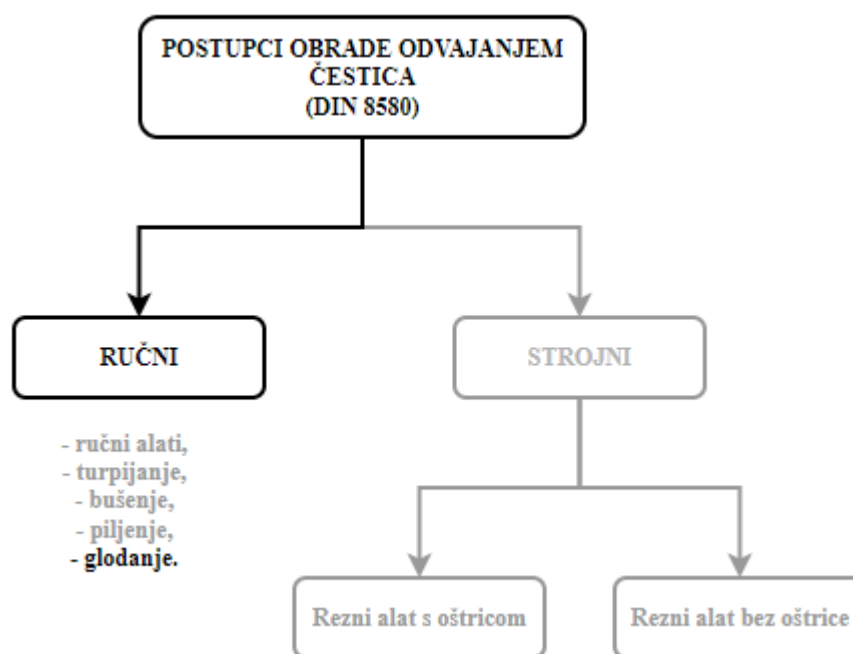 POSTUPCI OBRADE ODVAJANJEM
ČESTICA
(DIN 8580)
RUČNI
STROJNI
- ručni alati,
- turpijanje,
- bušenje,
- piljenje,
- glodanje.
Rezni alat s oštricom
Rezni alat bez oštrice